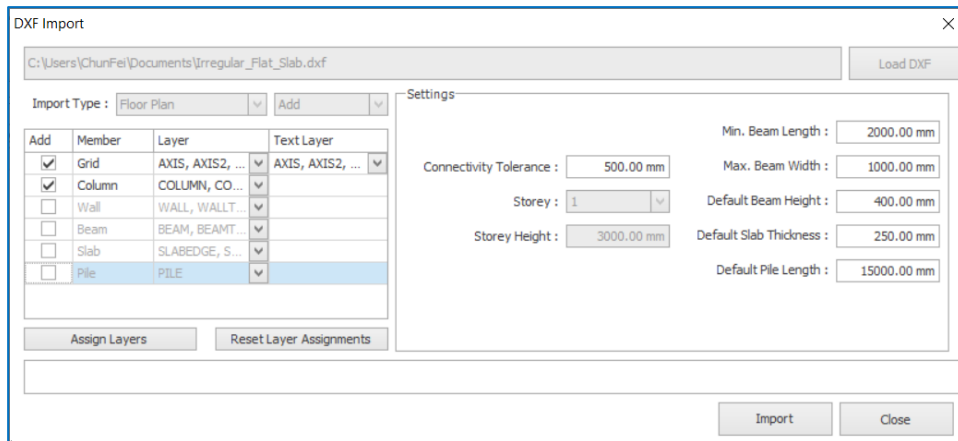 DXF Import
C:\Users\ChunFei\Documents\Irregular_Flat_Slab.dxf
Load DXF
Import Type : Floor Plan Add
Add Member Layer Text Layer
Grid AXIS, AXIS2, ... AXIS, AXIS2, ...
Column COLUMN, CO...
Wall WALL, WALLT...
Beam BEAM, BEAMT...
Slab SLABEDGE, S...
Pile PILE
Assign Layers Reset Layer Assignments
Settings
Connectivity Tolerance : 500.00 mm
Storey : 1
Storey Height : 3000.00 mm
Min. Beam Length : 2000.00 mm
Max. Beam Width : 1000.00 mm
Default Beam Height : 400.00 mm
Default Slab Thickness : 250.00 mm
Default Pile Length : 15000.00 mm
Import Close